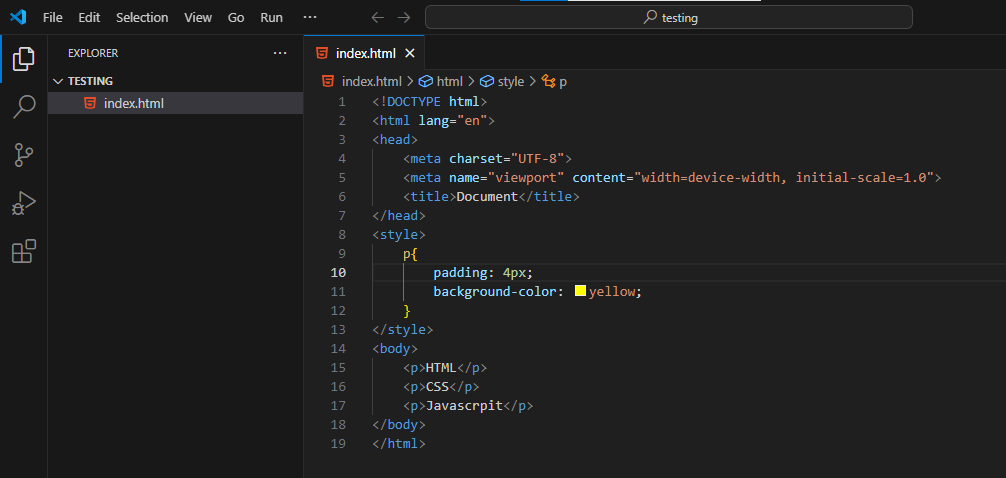 File Edit Selection View Go Run ···
testing
EXPLORER ···
TESTING
index.html
index.html
index.html > html > style > p
1 <!DOCTYPE html>
2 <html lang="en">
3 <head>
4 <meta charset="UTF-8">
5 <meta name="viewport" content="width=device-width, initial-scale=1.0">
6 <title>Document</title>
7 </head>
8 <style>
9 p{
10 padding: 4px;
11 background-color: yellow;
12 }
13 </style>
14 <body>
15 <p>HTML</p>
16 <p>CSS</p>
17 <p>Javascrpit</p>
18 </body>
19 </html>